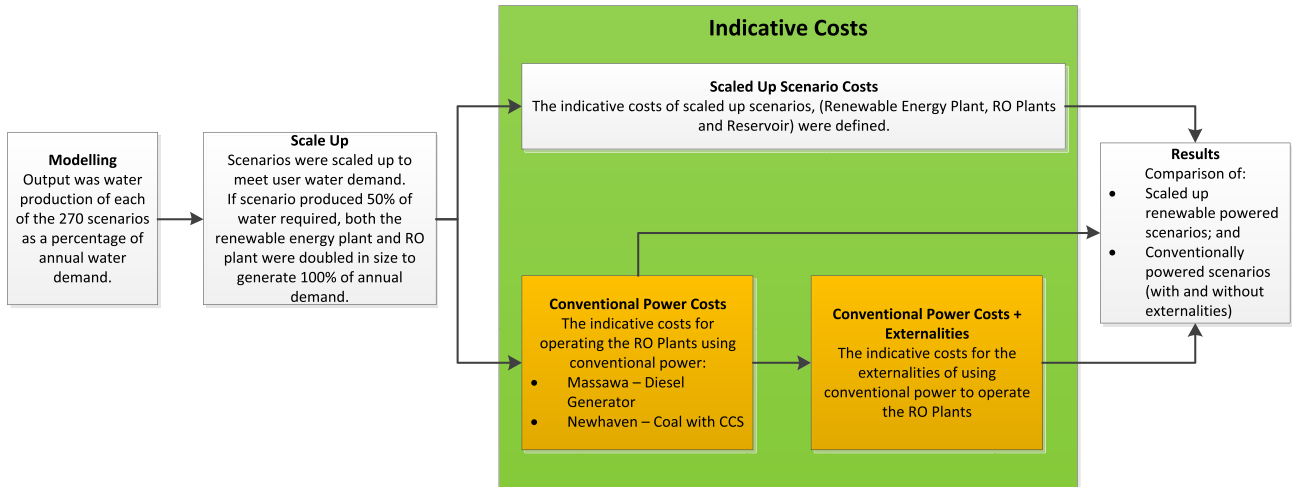 Indicative Costs
Modelling
Output was water
production of each
of the 270 scenarios
as a percentage of
annual water
demand.
Scale Up
Scenarios were scaled up to
meet user water demand.
If scenario produced 50% of
water required, both the
renewable energy plant and RO
plant were doubled in size to
generate 100% of annual
demand.
Scaled Up Scenario Costs
The indicative costs of scaled up scenarios, (Renewable Energy Plant, RO Plants
and Reservoir) were defined.
Conventional Power Costs
The indicative costs for
operating the RO Plants using
conventional power:
• Massawa – Diesel
Generator
• Newhaven – Coal with CCS
Conventional Power Costs +
Externalities
The indicative costs for the
externalities of using
conventional power to operate
the RO Plants
Results
Comparison of:
• Scaled up
renewable powered
scenarios; and
• Conventionally
powered scenarios
(with and without
externalities)